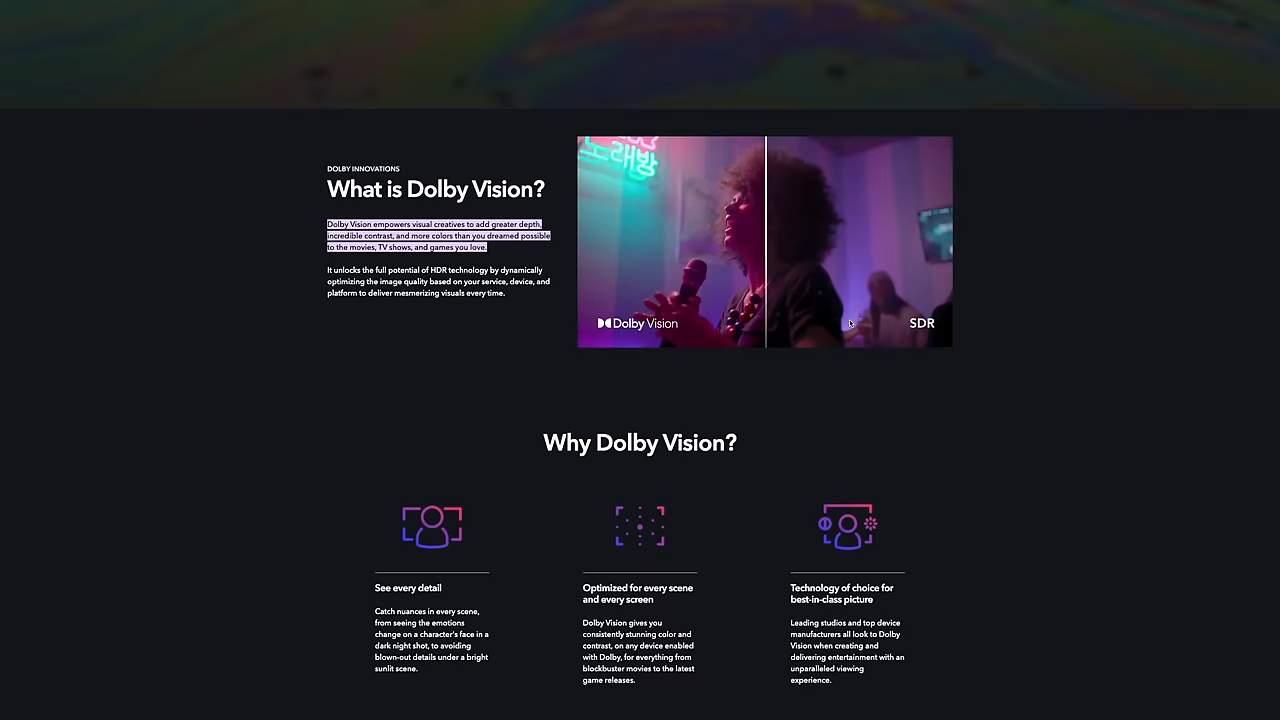 DOLBY INNOVATIONS
What is Dolby Vision?
Dolby Vision empowers visual creatives to add greater depth,
incredible contrast, and more colors than you dreamed possible
to the movies, TV shows, and games you love.
It unlocks the full potential of HDR technology by dynamically
optimizing the image quality based on your service, device, and
platform to deliver mesmerizing visuals every time.
노래방
Dolby Vision
SDR
Why Dolby Vision?
See every detail
Catch nuances in every scene,
from seeing the emotions
change on a character's face in a
dark night shot, to avoiding
blown-out details under a bright
sunlit scene.
Optimized for every scene
and every screen
Dolby Vision gives you
consistently stunning color and
contrast, on any device enabled
with Dolby, for everything from
blockbuster movies to the latest
game releases.
Technology of choice for
best-in-class picture
Leading studios and top device
manufacturers all look to Dolby
Vision when creating and
delivering entertainment with an
unparalleled viewing
experience.